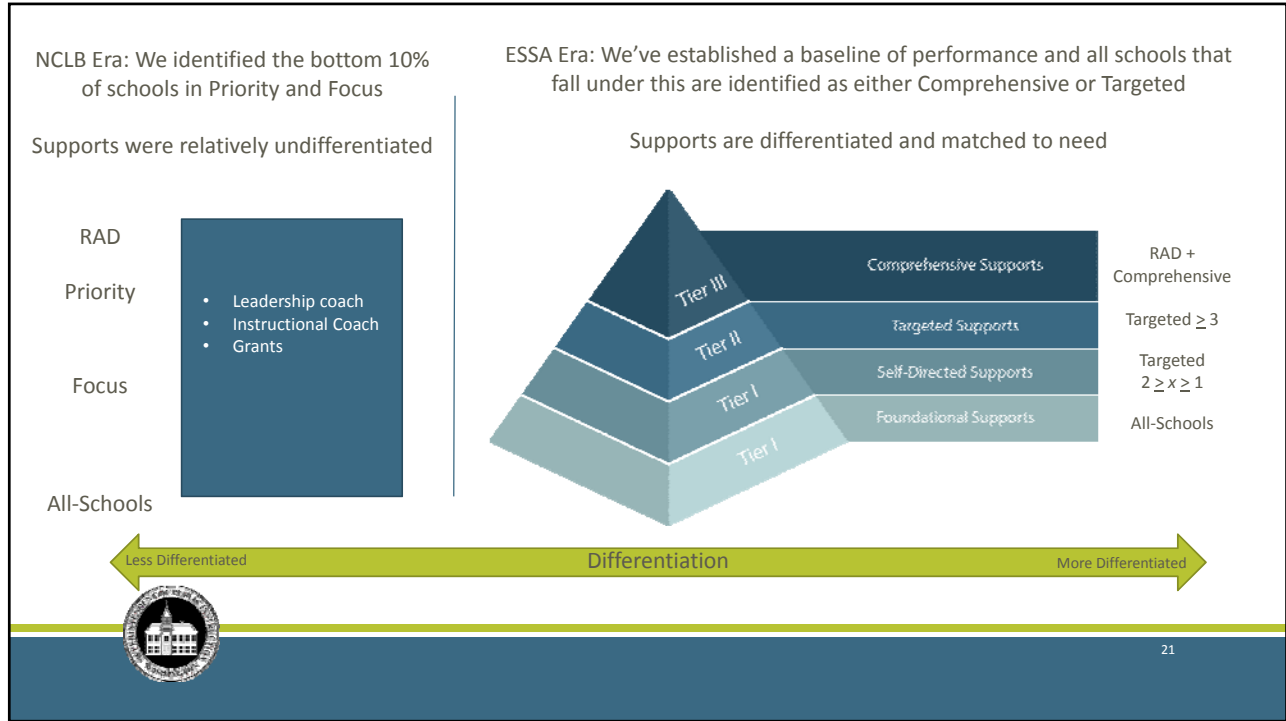 NCLB Era: We identified the bottom 10%
of schools in Priority and Focus
Supports were relatively undifferentiated
RAD
Priority
Focus
All-Schools
• Leadership coach
• Instructional Coach
• Grants
ESSA Era: We’ve established a baseline of performance and all schools that
fall under this are identified as either Comprehensive or Targeted
Supports are differentiated and matched to need
Tier III
Comprehensive Supports
RAD +
Comprehensive
Tier II
Targeted Supports
Targeted ≥ 3
Tier I
Self-Directed Supports
Targeted
2 ≥ x ≥ 1
Tier I
Foundational Supports
All-Schools
Less Differentiated
Differentiation
More Differentiated
21